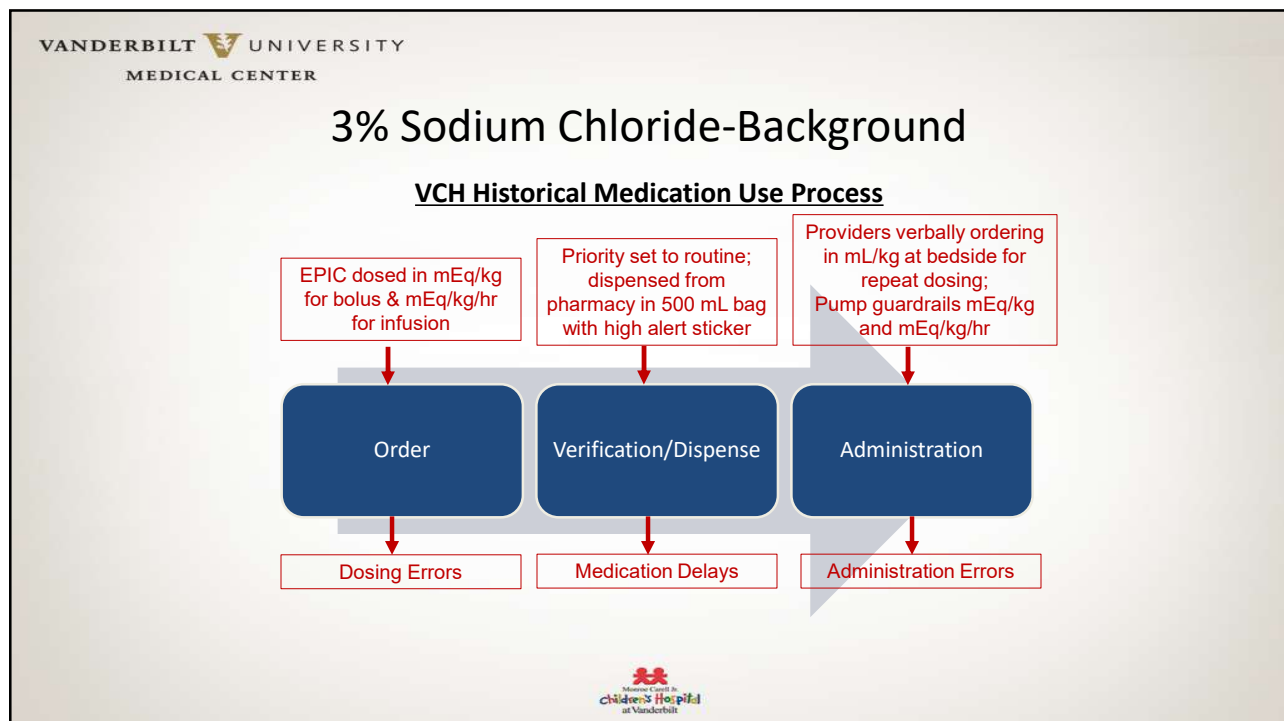 VANDERBILT UNIVERSITY
MEDICAL CENTER
3% Sodium Chloride-Background
VCH Historical Medication Use Process
EPIC dosed in mEq/kg
for bolus & mEq/kg/hr
for infusion
Priority set to routine;
dispensed from
pharmacy in 500 mL bag
with high alert sticker
Providers verbally ordering
in mL/kg at bedside for
repeat dosing;
Pump guardrails mEq/kg
and mEq/kg/hr
Order
Verification/Dispense
Administration
Dosing Errors
Medication Delays
Administration Errors
Monroe Carell Jr.
Children's Hospital
at Vanderbilt